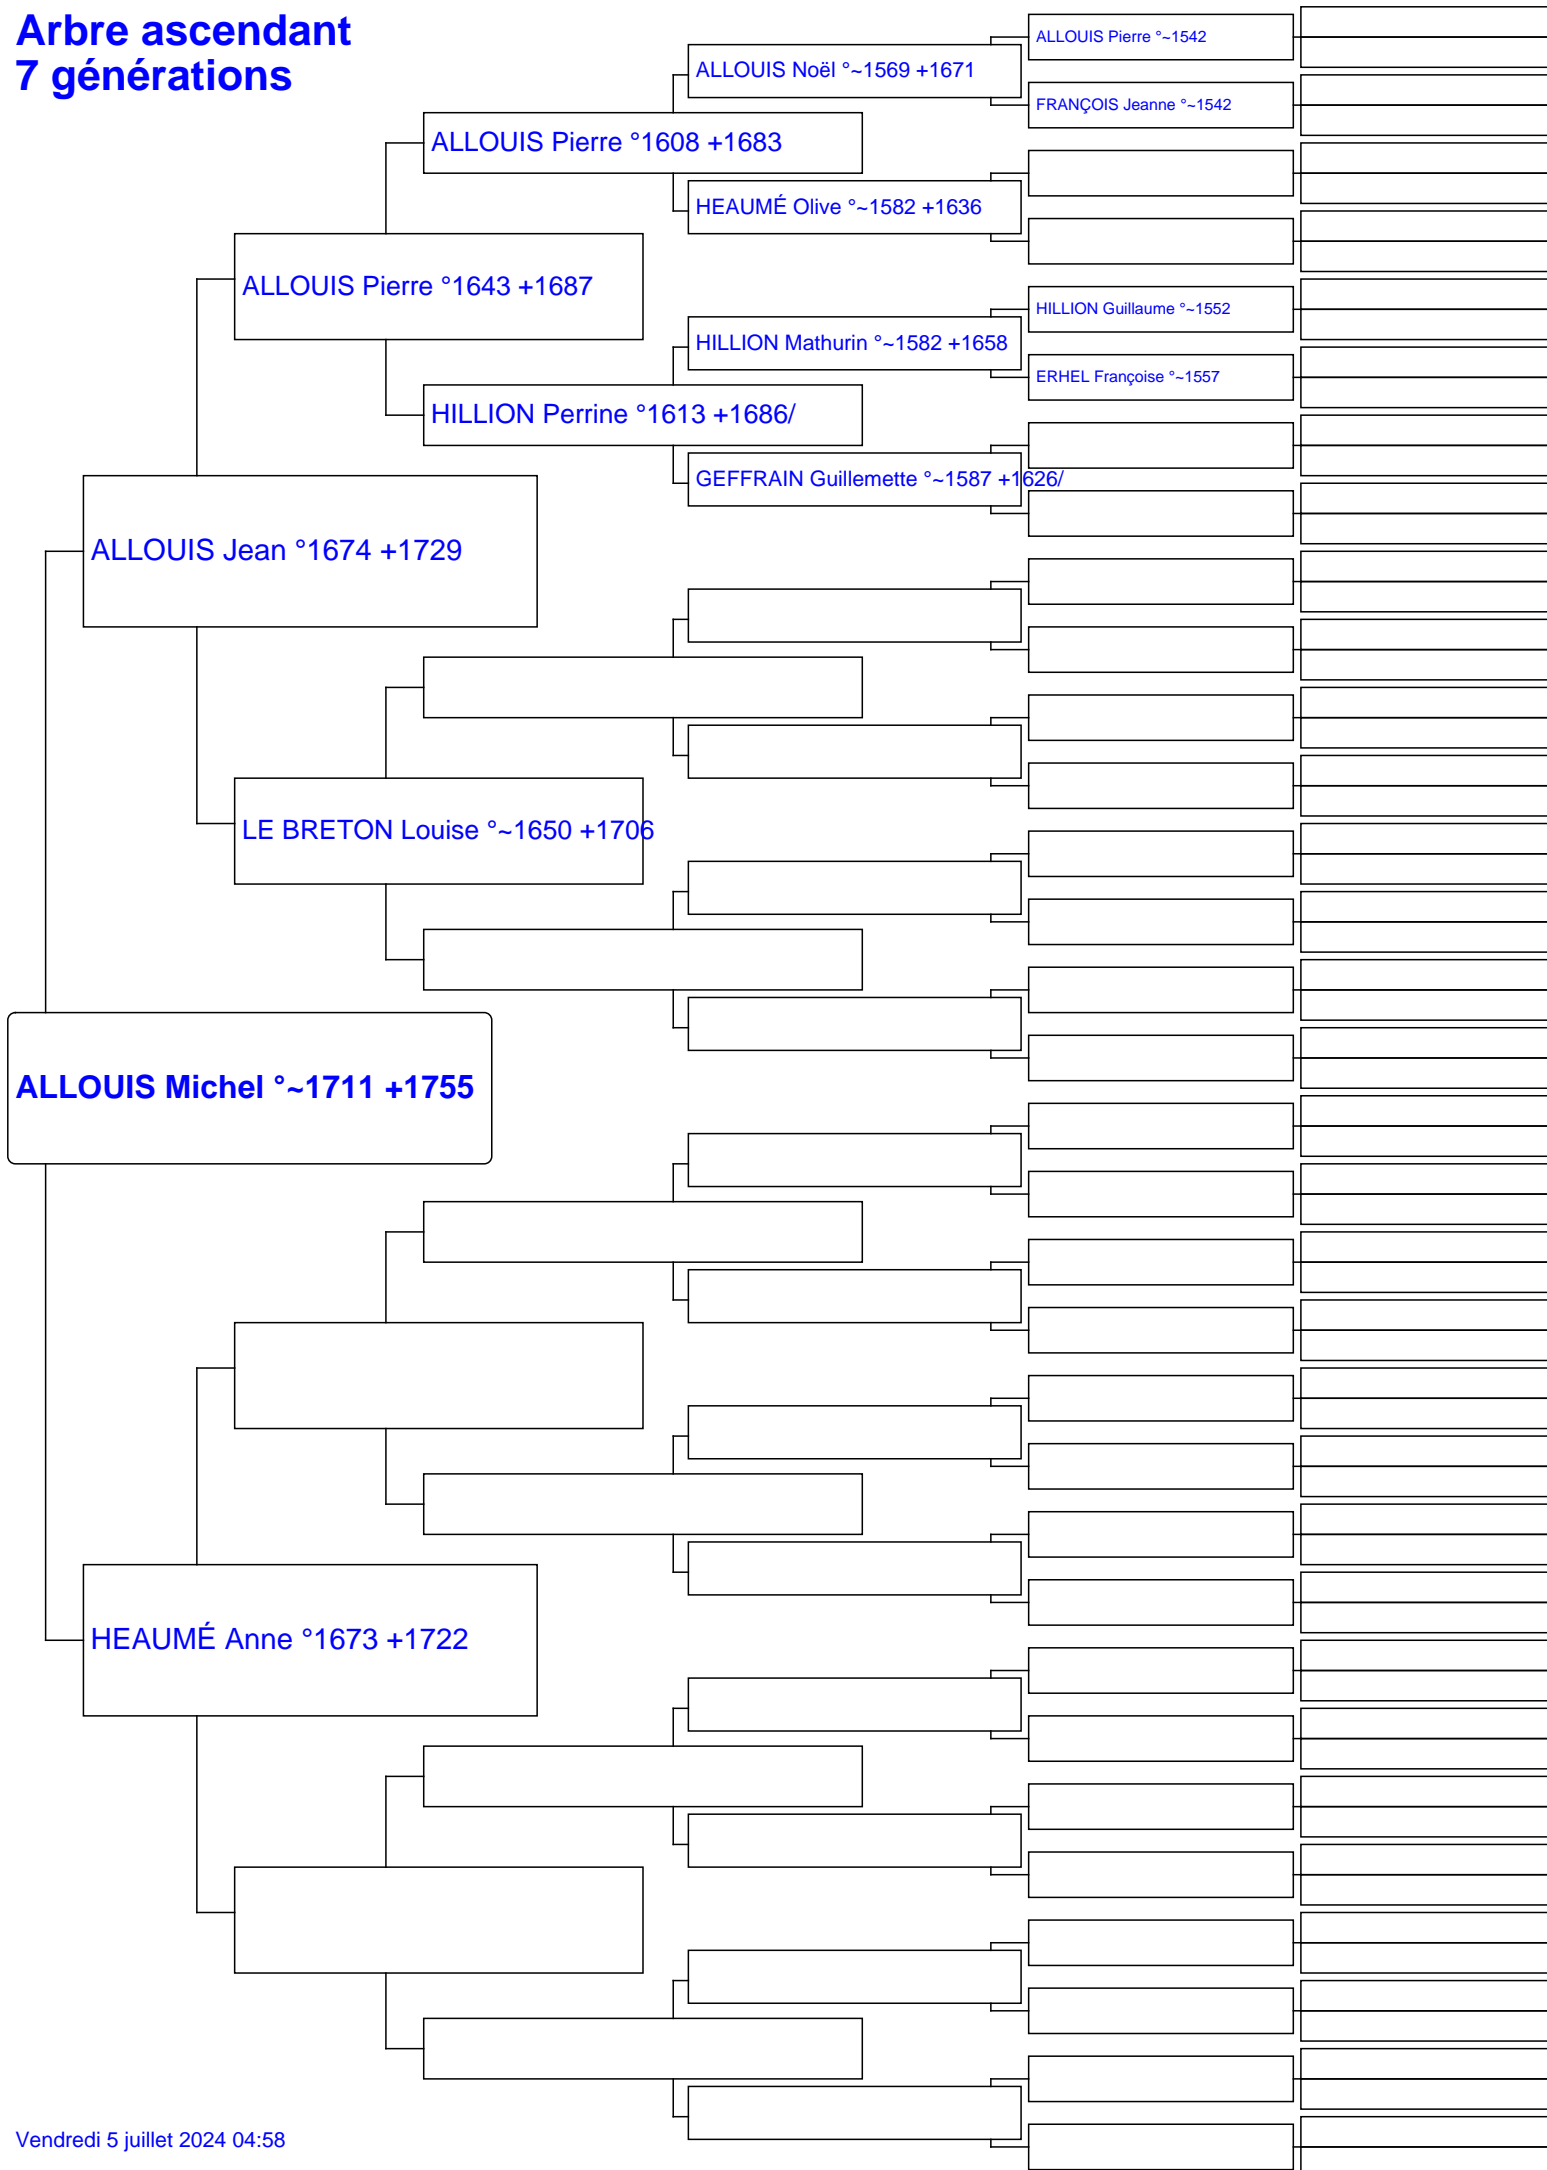 Arbre ascendant
7 générations
ALLOUIS Pierre °~1542
ALLOUIS Noël °~1569 +1671
FRANÇOIS Jeanne °~1542
ALLOUIS Pierre °1608 +1683
HEAUMÉ Olive °~1582 +1636
ALLOUIS Pierre °1643 +1687
HILLION Guillaume °~1552
HILLION Mathurin °~1582 +1658
ERHEL Françoise °~1557
HILLION Perrine °1613 +1686/
GEFFRAIN Guillemette °~1587 +1626/
ALLOUIS Jean °1674 +1729
LE BRETON Louise °~1650 +1706
ALLOUIS Michel °~1711 +1755
HEAUMÉ Anne °1673 +1722
Vendredi 5 juillet 2024 04:58